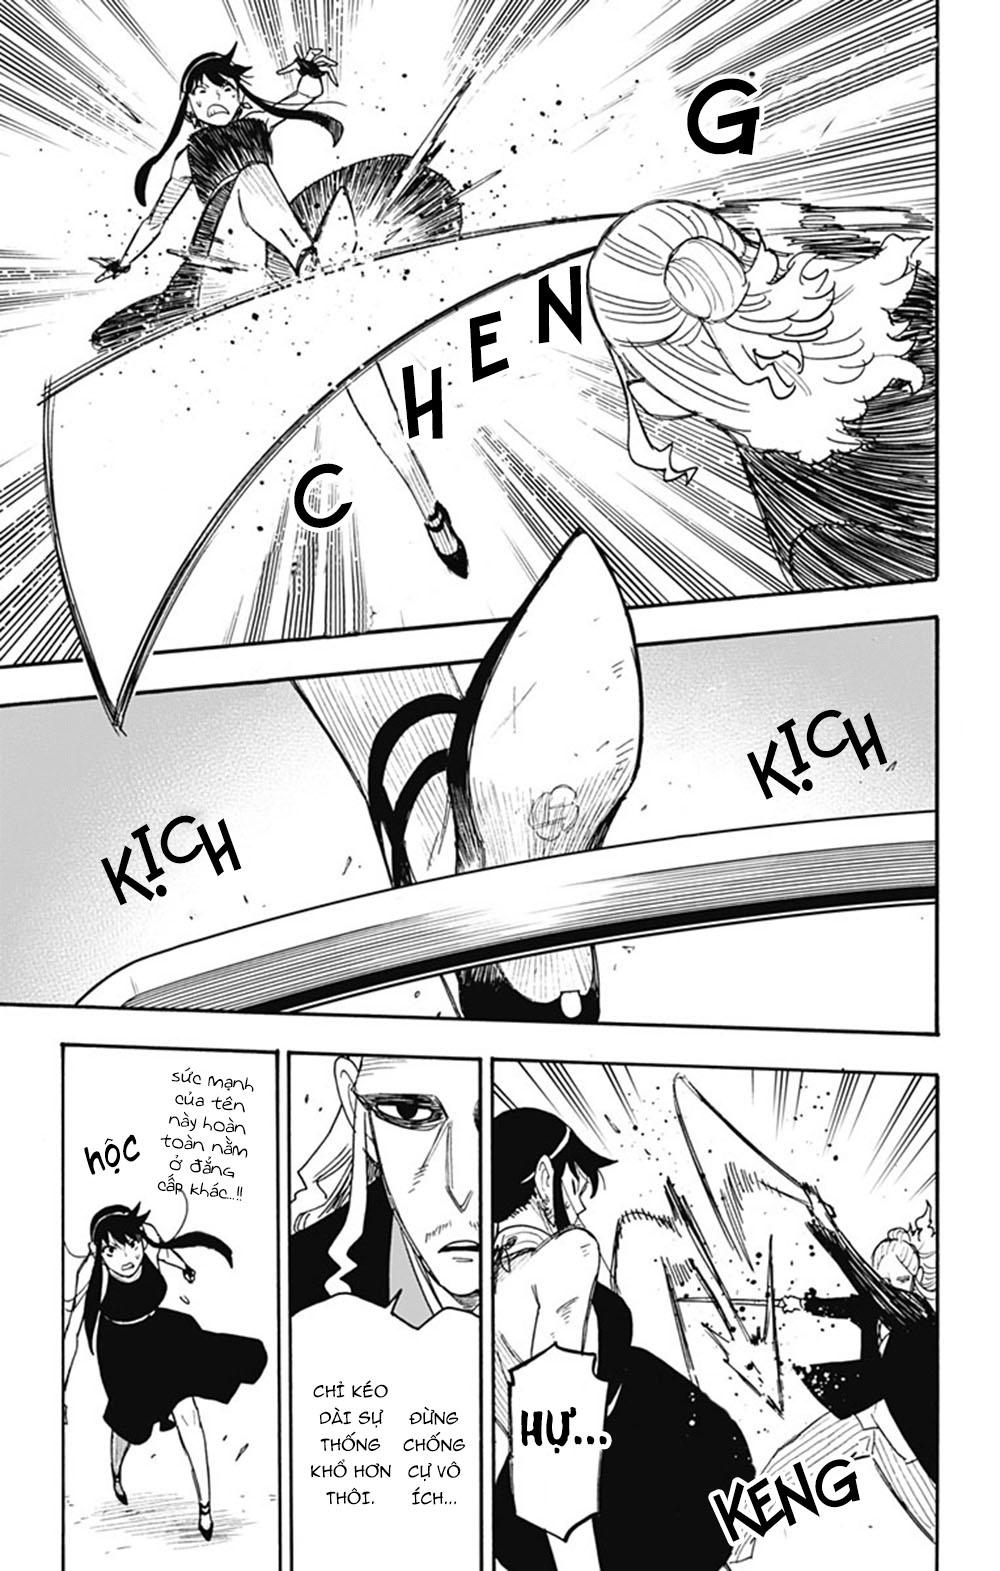 CHENG
KỊCH
KỊCH
HỰ...
KENG
ĐỪNG
CHỐNG
CỰ VÔ
ÍCH...
CHỈ KÉO
DÀI SỰ
THỐNG
KHỔ HƠN
THÔI.
sức mạnh
của tên
này hoàn
toàn nằm
ở đẳng
cấp khác...!!
HỘC